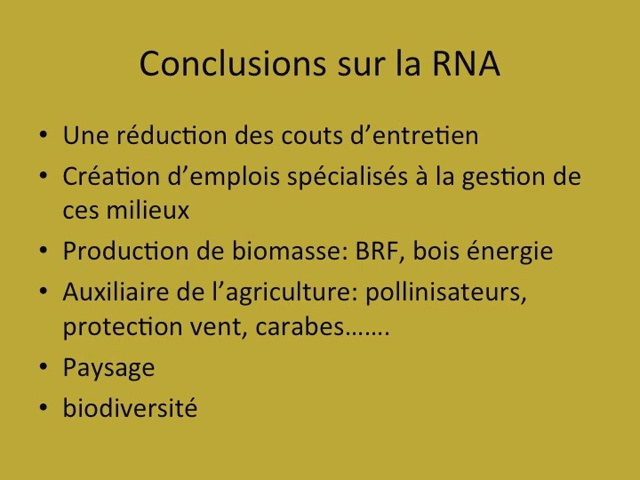 Conclusions sur la RNA
• Une réduction des couts d’entretien
• Création d’emplois spécialisés à la gestion de
ces milieux
• Production de biomasse: BRF, bois énergie
• Auxiliaire de l’agriculture: pollinisateurs,
protection vent, carabes…….
• Paysage
• biodiversité